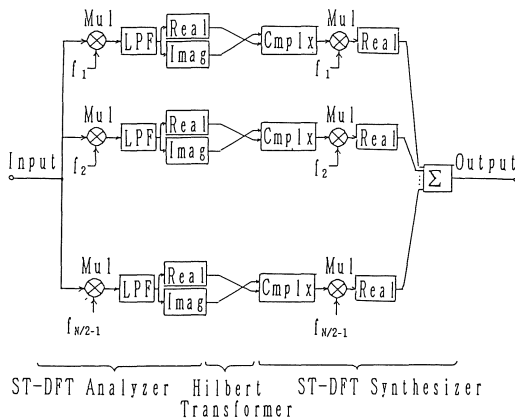 Mul Mul
LPF Real Imag Cmplx Real
f1 f1
Mul Mul
LPF Real Imag Cmplx Real
f2 f2
Input Σ Output
Mul Mul
LPF Real Imag Cmplx Real
fN/2-1 fN/2-1
ST-DFT Analyzer Hilbert Transformer ST-DFT Synthesizer